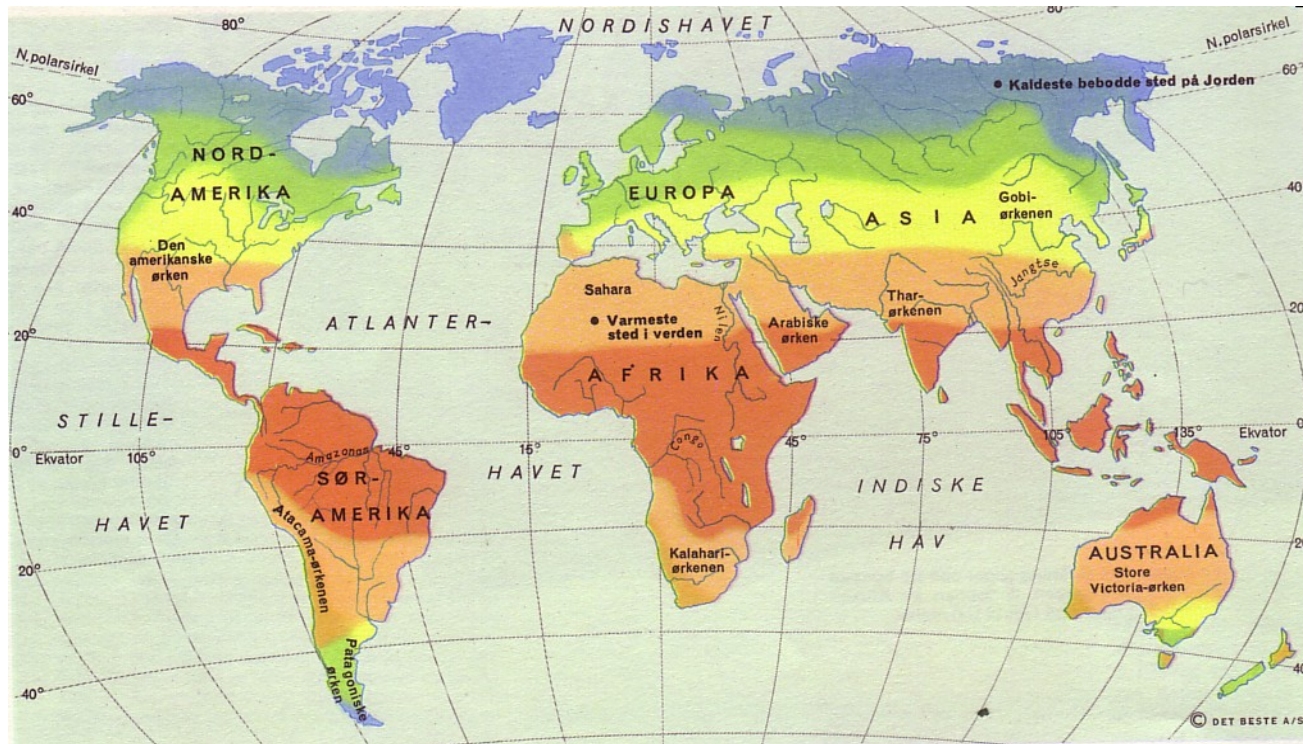 NORDISHAVET
80°
80
N.polarsirkel
N.polarsirkel
60°
60°
Kaldeste bebodde sted på Jorden
NORD-
AMERIKA
EUROPA
ASIA
Gobi-
ørkenen
40°
40°
Den
amerikanske
ørken
Jangtse
Sahara
Thar-
ørkenen
Nilen
Varmeste
sted i verden
Arabiske
ørken
20°
20
ATLANTER-
AFRIKA
STILLE-
HAVET
Congo
0°
Ekvator
105°
45°
15°
45°
75°
105°
135°
Ekvator
0
Amazonas
SØR-
AMERIKA
HAVET
INDISKE
HAV
Atacama-ørkenen
Kalahari-
ørkenen
AUSTRALIA
Store
Victoria-ørken
20°
20
Patagoniske
ørken
40°
40
© DET BESTE A/S